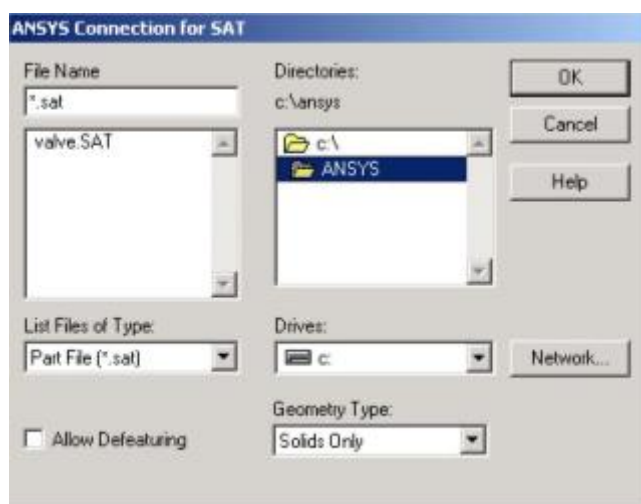 ANSYS Connection for SAT
File Name
*.sat
valve.SAT
List Files of Type:
Part File (*.sat)
Allow Defeaturing
Directories:
c:\ansys
c:\
ANSYS
Drives:
c:
Geometry Type:
Solids Only
OK
Cancel
Help
Network...